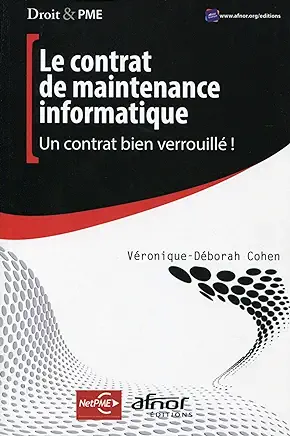 Droit & PME
www.afnor.org/editions
Le contrat
de maintenance
informatique
Un contrat bien verrouillé !
Véronique-Déborah Cohen
NetPME
afnor
ÉDITIONS